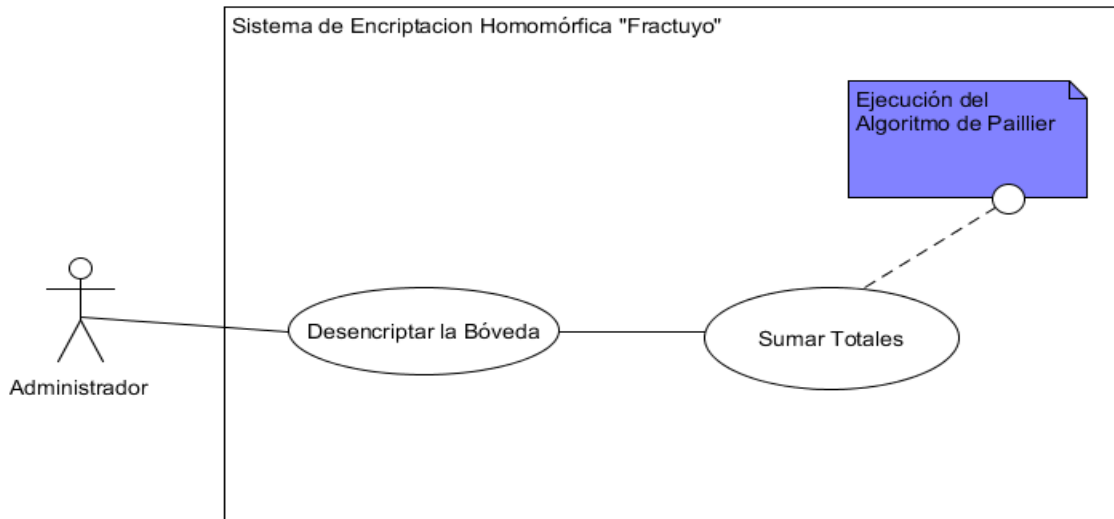 Sistema de Encriptacion Homomórfica "Fractuyo"
Ejecución del
Algoritmo de Paillier
Desencriptar la Bóveda
Sumar Totales
Administrador